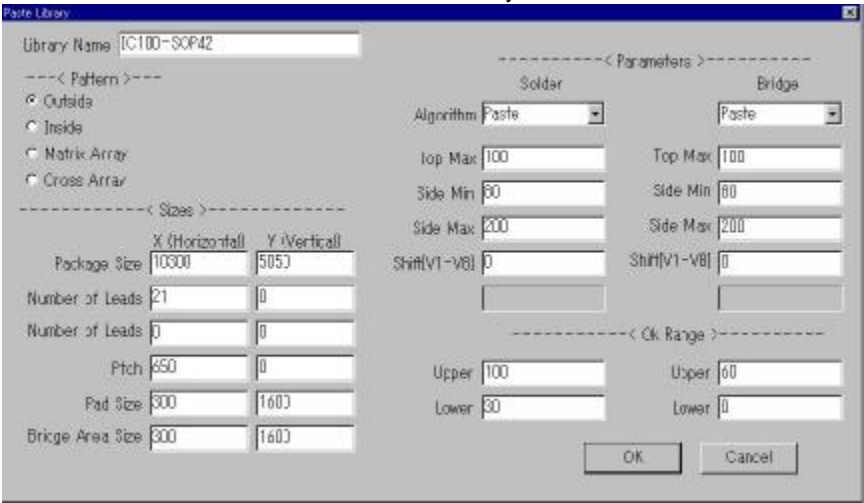 Paste Library
Library Name IC100-SOP42
---< Pattern >---
Outside
Inside
Matrix Array
Cross Array
------------< Sizes >-------------
X (Horizontal) Y (Vertical)
Package Size 10300 5050
Number of Leads 21 0
Number of Leads 0 0
Pitch 650 0
Pad Size 300 1600
Bridge Area Size 300 1600
----------< Parameters >----------
Solder Bridge
Algorithm Paste Paste
Top Max 100 Top Max 100
Side Min 80 Side Min 80
Side Max 200 Side Max 200
Shift(V1-V8) 0 Shift(V1-V8) 0
-----------< Ok Range >----------
Upper 100 Upper 60
Lower 30 Lower 0
OK Cancel